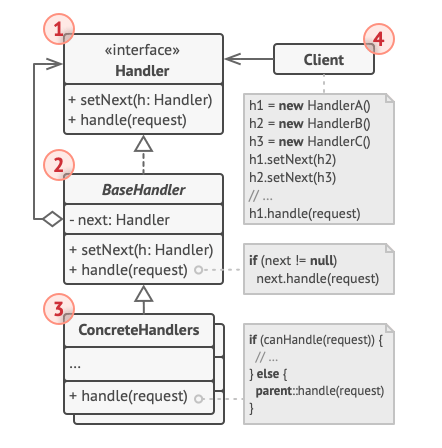 1
«interface»
Handler
+ setNext(h: Handler)
+ handle(request)
4
Client
h1 = new HandlerA()
h2 = new HandlerB()
h3 = new HandlerC()
h1.setNext(h2)
h2.setNext(h3)
// ...
h1.handle(request)
2
BaseHandler
- next: Handler
+ setNext(h: Handler)
+ handle(request)
if (next != null)
next.handle(request)
3
ConcreteHandlers
...
+ handle(request)
if (canHandle(request)) {
// ...
} else {
parent::handle(request)
}